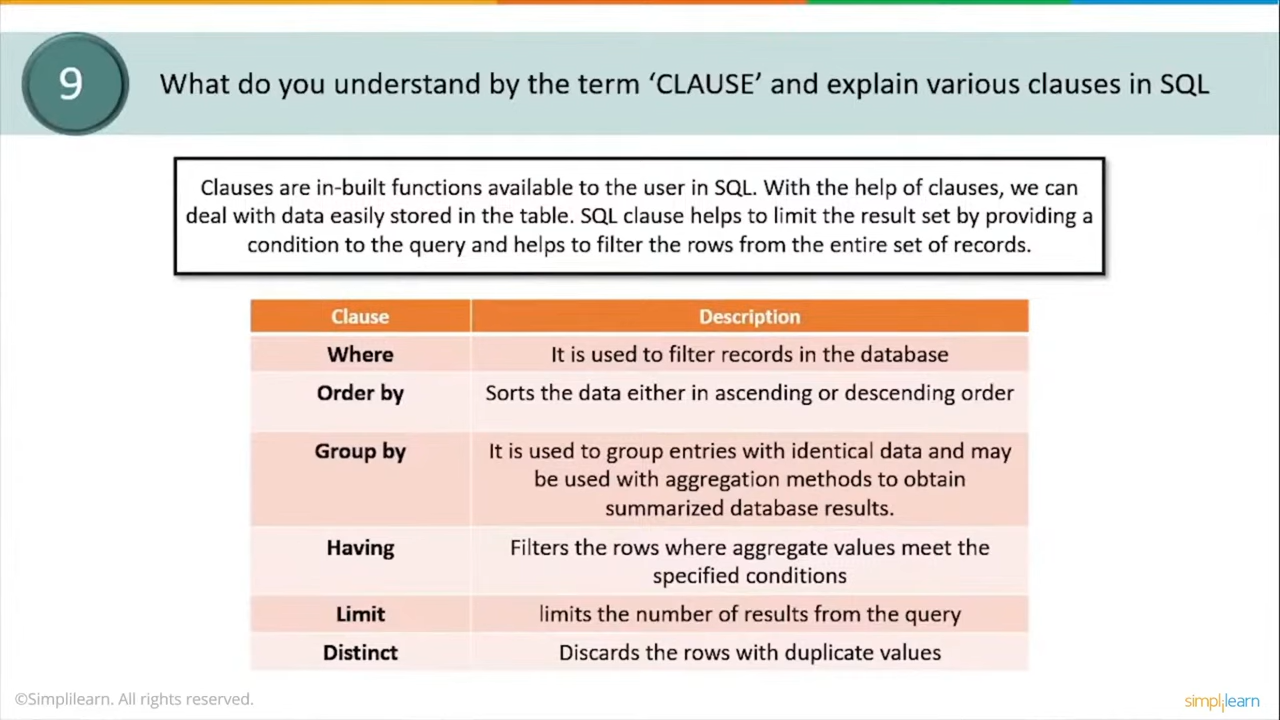 9
What do you understand by the term ‘CLAUSE’ and explain various clauses in SQL
Clauses are in-built functions available to the user in SQL. With the help of clauses, we can
deal with data easily stored in the table. SQL clause helps to limit the result set by providing a
condition to the query and helps to filter the rows from the entire set of records.
Clause Description
Where It is used to filter records in the database
Order by Sorts the data either in ascending or descending order
Group by It is used to group entries with identical data and may
be used with aggregation methods to obtain
summarized database results.
Having Filters the rows where aggregate values meet the
specified conditions
Limit limits the number of results from the query
Distinct Discards the rows with duplicate values
©Simplilearn. All rights reserved.
simplilearn